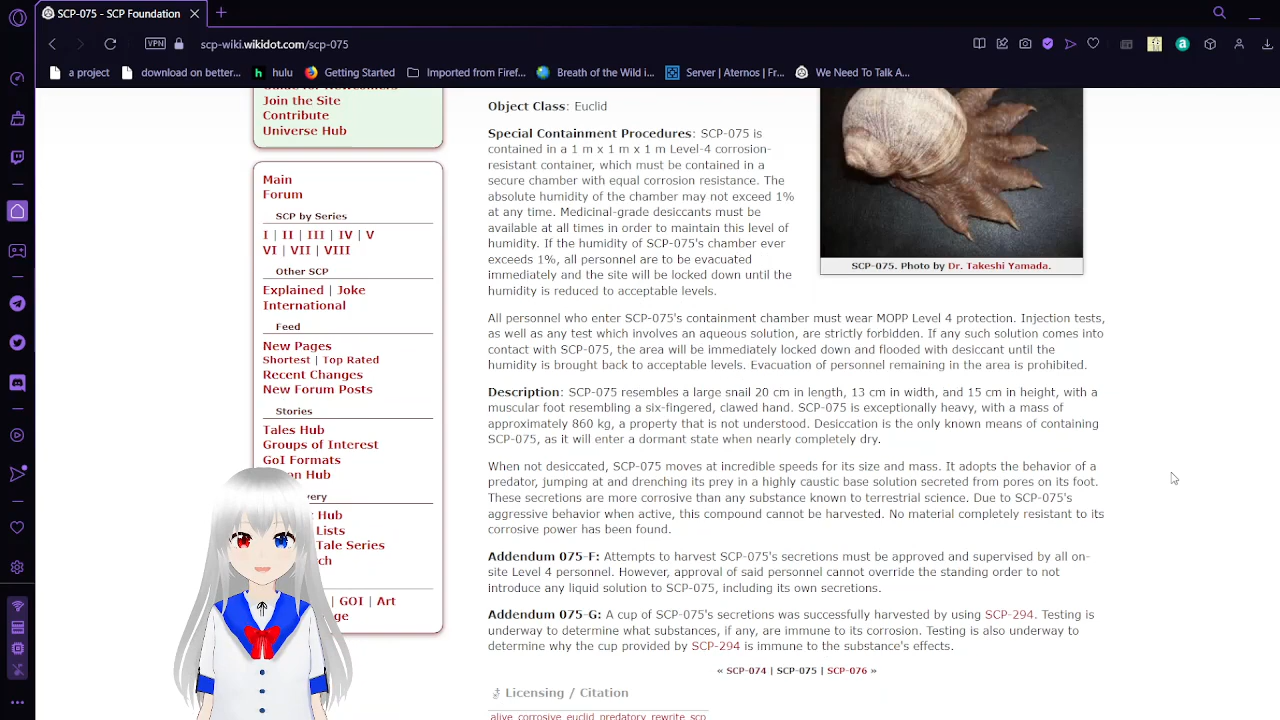 SCP-075 - SCP Foundation
VPN
scp-wiki.wikidot.com/scp-075
a project
download on better...
hulu
Getting Started
Imported from Firef...
Breath of the Wild i...
Server | Aternos | Fr...
We Need To Talk A...
Join the Site
Contribute
Universe Hub
Main
Forum
SCP by Series
I | II | III | IV | V
VI | VII | VIII
Other SCP
Explained | Joke
International
Feed
New Pages
Shortest | Top Rated
Recent Changes
New Forum Posts
Stories
Tales Hub
Groups of Interest
GoI Formats
Hub
Hub
Lists
Tale Series
| GOI | Art
Object Class: Euclid
Special Containment Procedures: SCP-075 is
contained in a 1 m x 1 m x 1 m Level-4 corrosion-
resistant container, which must be contained in a
secure chamber with equal corrosion resistance. The
absolute humidity of the chamber may not exceed 1%
at any time. Medicinal-grade desiccants must be
available at all times in order to maintain this level of
humidity. If the humidity of SCP-075's chamber ever
exceeds 1%, all personnel are to be evacuated
immediately and the site will be locked down until the
humidity is reduced to acceptable levels.
SCP-075. Photo by Dr. Takeshi Yamada.
All personnel who enter SCP-075's containment chamber must wear MOPP Level 4 protection. Injection tests,
as well as any test which involves an aqueous solution, are strictly forbidden. If any such solution comes into
contact with SCP-075, the area will be immediately locked down and flooded with desiccant until the
humidity is brought back to acceptable levels. Evacuation of personnel remaining in the area is prohibited.
Description: SCP-075 resembles a large snail 20 cm in length, 13 cm in width, and 15 cm in height, with a
muscular foot resembling a six-fingered, clawed hand. SCP-075 is exceptionally heavy, with a mass of
approximately 860 kg, a property that is not understood. Desiccation is the only known means of containing
SCP-075, as it will enter a dormant state when nearly completely dry.
When not desiccated, SCP-075 moves at incredible speeds for its size and mass. It adopts the behavior of a
predator, jumping at and drenching its prey in a highly caustic base solution secreted from pores on its foot.
These secretions are more corrosive than any substance known to terrestrial science. Due to SCP-075's
aggressive behavior when active, this compound cannot be harvested. No material completely resistant to its
corrosive power has been found.
Addendum 075-F: Attempts to harvest SCP-075's secretions must be approved and supervised by all on-
site Level 4 personnel. However, approval of said personnel cannot override the standing order to not
introduce any liquid solution to SCP-075, including its own secretions.
Addendum 075-G: A cup of SCP-075's secretions was successfully harvested by using SCP-294. Testing is
underway to determine what substances, if any, are immune to its corrosion. Testing is also underway to
determine why the cup provided by SCP-294 is immune to the substance's effects.
« SCP-074 | SCP-075 | SCP-076 »
Licensing / Citation
alive corrosive euclid predatory rewrite scp